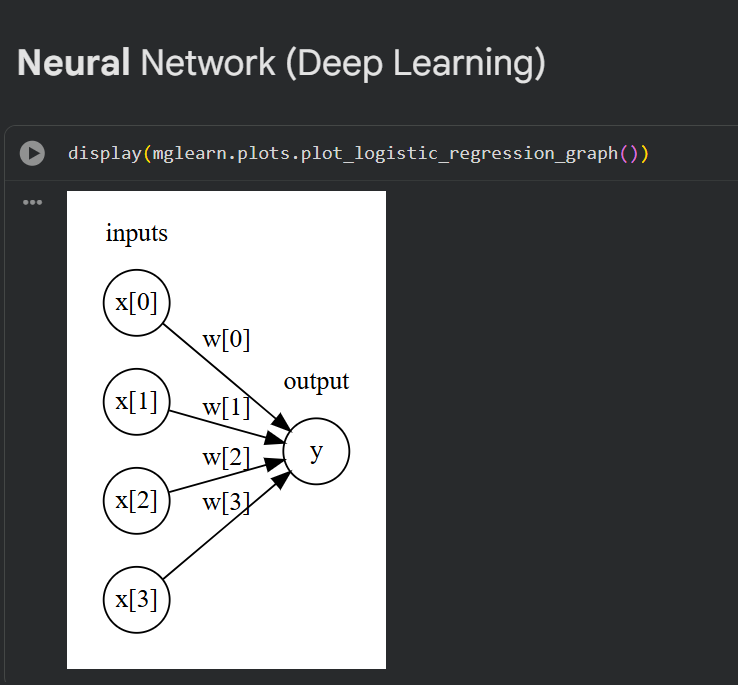 Neural Network (Deep Learning)
display(mglearn.plots.plot_logistic_regression_graph())
inputs
x[0]
w[0]
output
x[1]
w[1]
y
w[2]
x[2]
w[3]
x[3]